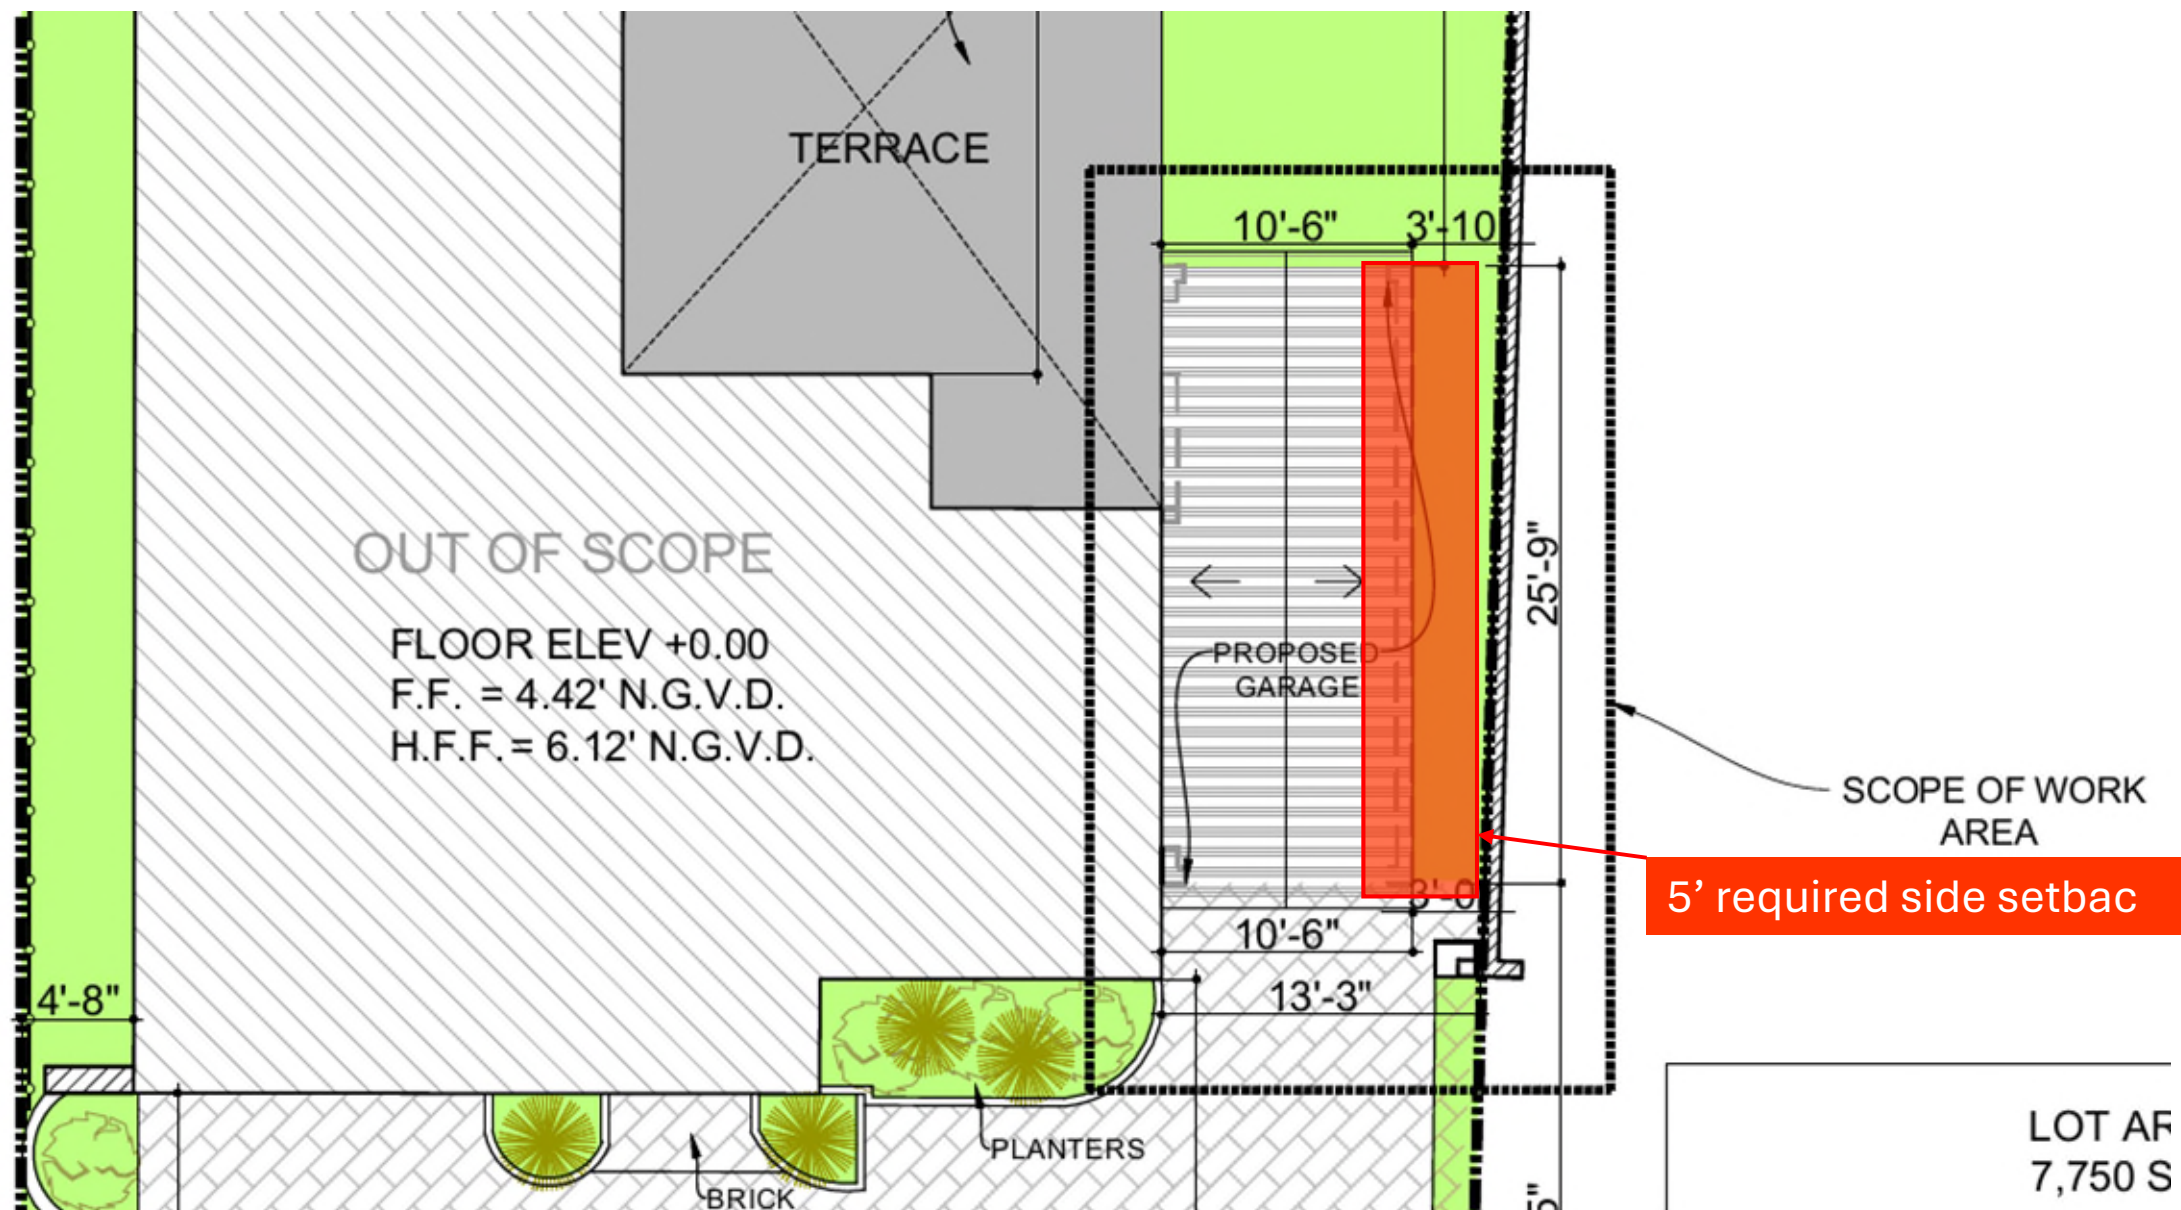 TERRACE
10'-6"
3'-10
OUT OF SCOPE
FLOOR ELEV +0.00
F.F. = 4.42' N.G.V.D.
H.F.F. = 6.12' N.G.V.D.
25'-9"
PROPOSED
GARAGE
SCOPE OF WORK
AREA
5’ required side setbac
3'-0
10'-6"
13'-3"
4'-8"
PLANTERS
BRICK
LOT AR
7,750 S